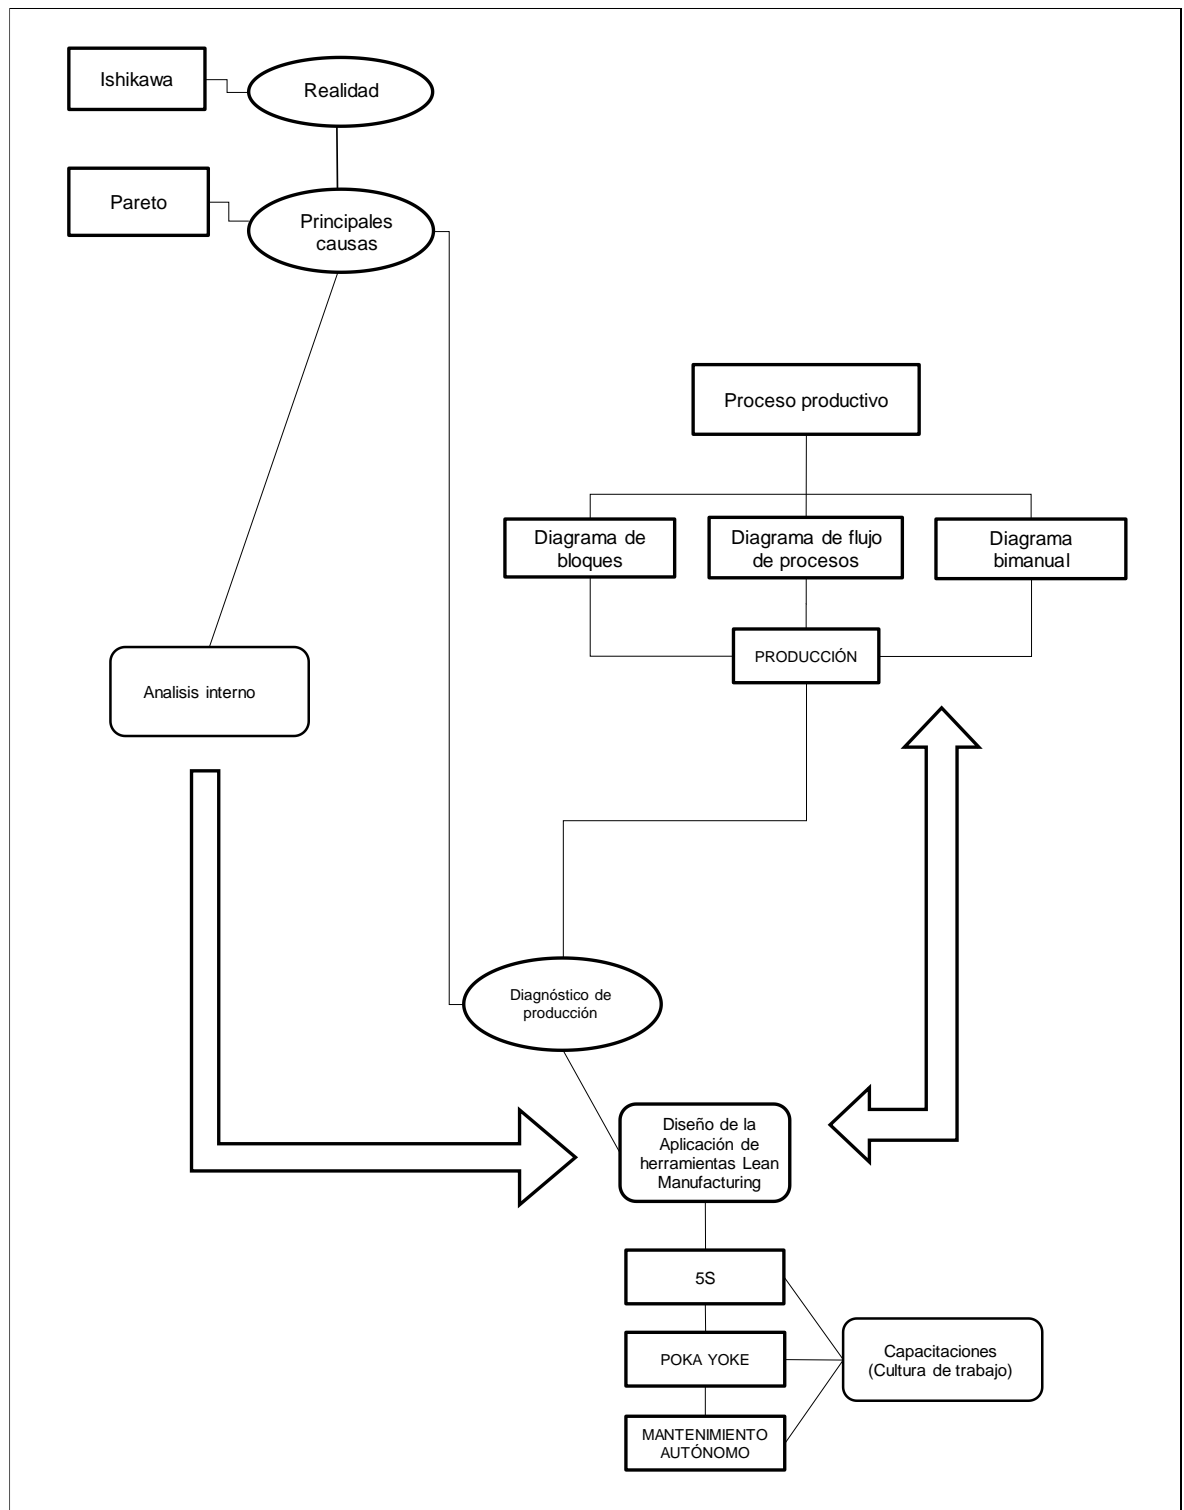 Ishikawa
Realidad
Pareto
Principales
causas
Proceso productivo
Diagrama de
bloques
Diagrama de flujo
de procesos
Diagrama
bimanual
PRODUCCIÓN
Analisis interno
Diagnóstico de
producción
Diseño de la
Aplicación de
herramientas Lean
Manufacturing
5S
POKA YOKE
Capacitaciones
(Cultura de trabajo)
MANTENIMIENTO
AUTÓNOMO